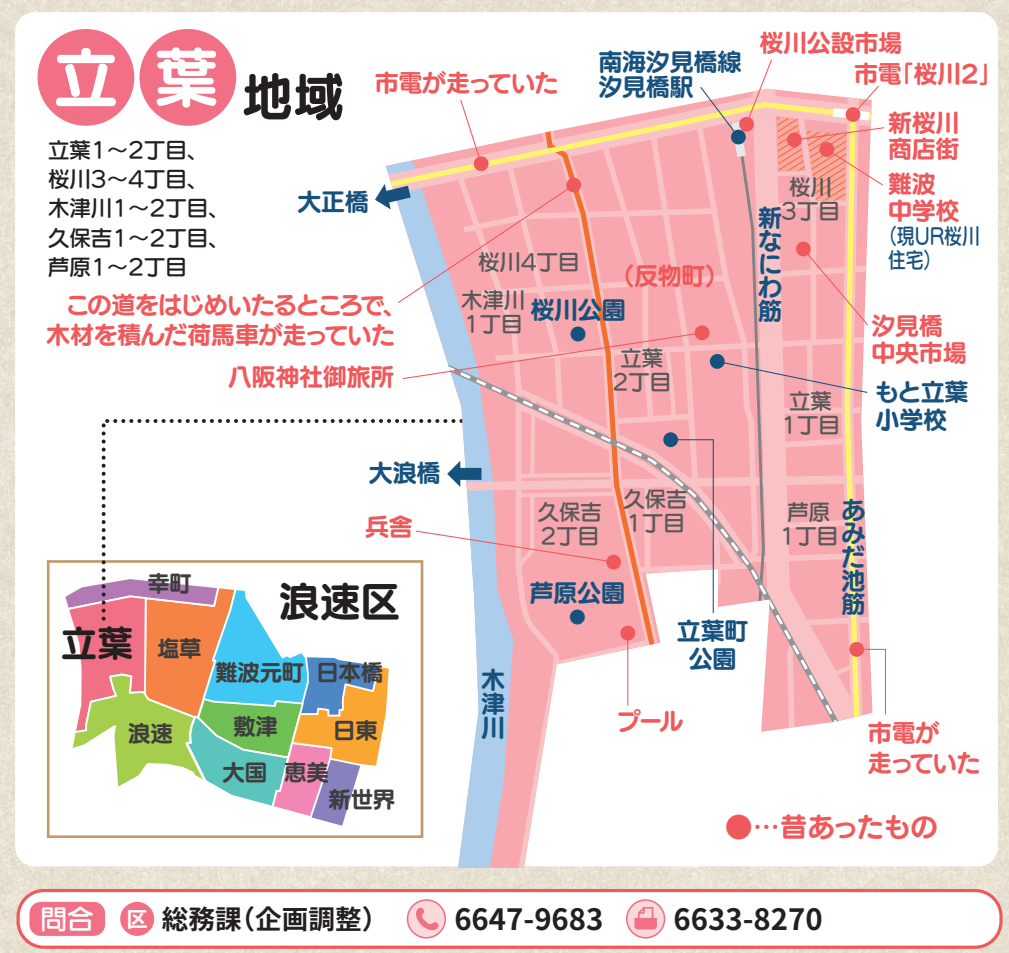 立葉地域
立葉1～2丁目、
桜川3～4丁目、
木津川1～2丁目、
久保吉1～2丁目、
芦原1～2丁目
市電が走っていた
南海汐見橋線
汐見橋駅
桜川公設市場
市電「桜川2」
新桜川
商店街
難波
中学校
(現UR桜川
住宅)
大正橋
桜川
3丁目
新なにわ筋
桜川4丁目
(反物町)
この道をはじめいたるところで、
木材を積んだ荷馬車が走っていた
木津川
1丁目
桜川公園
汐見橋
中央市場
八阪神社御旅所
立葉
2丁目
もと立葉
小学校
立葉
1丁目
大浪橋
久保吉
2丁目
久保吉
1丁目
芦原
1丁目
あみだ池筋
兵舎
芦原公園
立葉町
公園
木津川
プール
市電が
走っていた
浪速区
幸町
立葉
塩草
難波元町
日本橋
浪速
敷津
日東
大国
恵美
新世界
…昔あったもの
問合 区 総務課(企画調整) 6647-9683 6633-8270